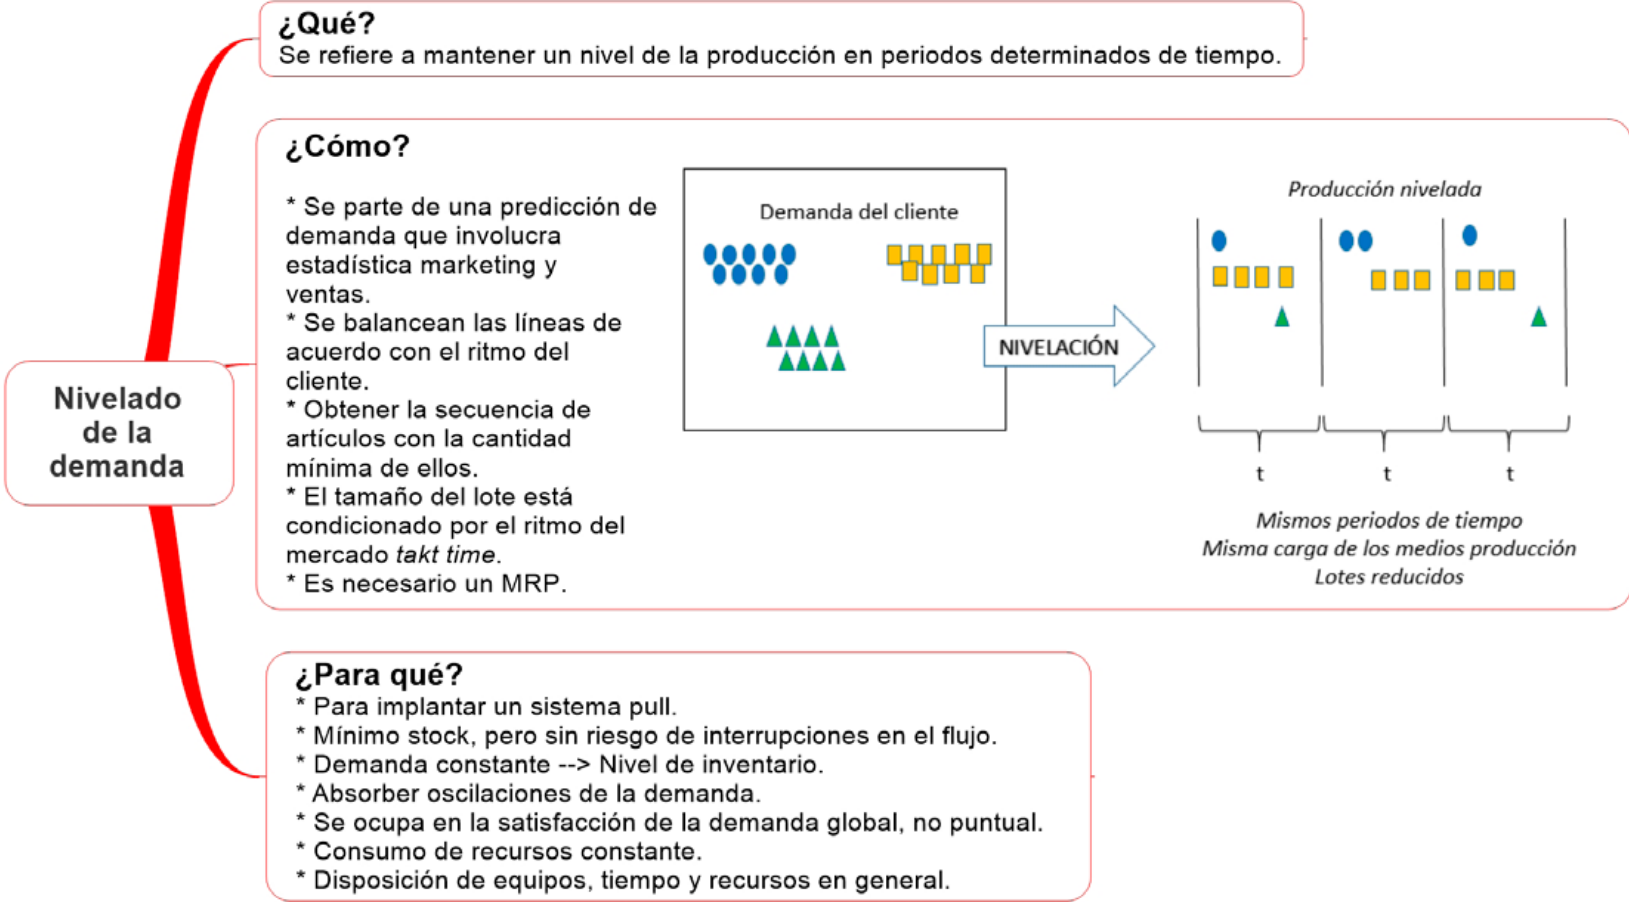 ¿Qué?
Se refiere a mantener un nivel de la producción en periodos determinados de tiempo.
¿Cómo?
* Se parte de una predicción de
demanda que involucra
estadística marketing y
ventas.
* Se balancean las líneas de
acuerdo con el ritmo del
cliente.
* Obtener la secuencia de
artículos con la cantidad
mínima de ellos.
* El tamaño del lote está
condicionado por el ritmo del
mercado takt time.
* Es necesario un MRP.
Demanda del cliente
NIVELACIÓN
Producción nivelada
t
t
t
Mismos periodos de tiempo
Misma carga de los medios producción
Lotes reducidos
Nivelado
de la
demanda
¿Para qué?
* Para implantar un sistema pull.
* Mínimo stock, pero sin riesgo de interrupciones en el flujo.
* Demanda constante --> Nivel de inventario.
* Absorber oscilaciones de la demanda.
* Se ocupa en la satisfacción de la demanda global, no puntual.
* Consumo de recursos constante.
* Disposición de equipos, tiempo y recursos en general.